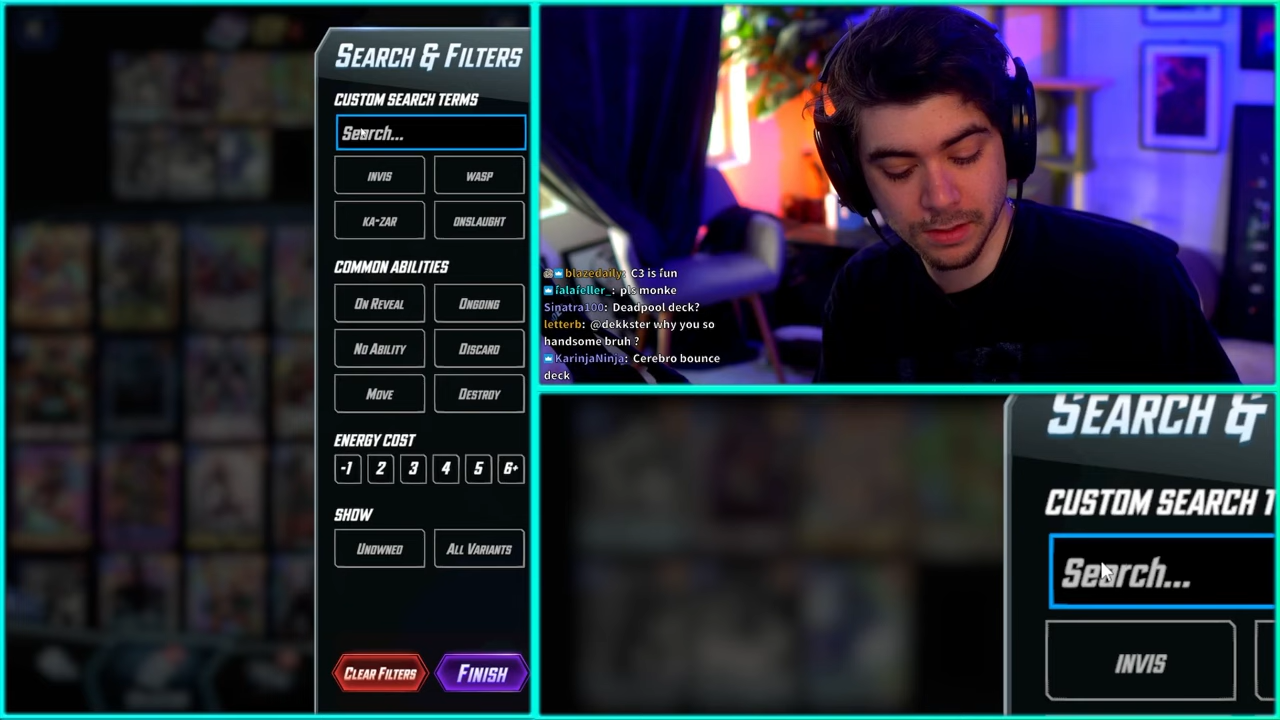 SEARCH & FILTERS
CUSTOM SEARCH TERMS
Search...
INVIS
WASP
KA-ZAR
ONSLAUGHT
COMMON ABILITIES
ON REVEAL
ONGOING
NO ABILITY
DISCARD
MOVE
DESTROY
ENERGY COST
-1 2 3 4 5 6+
SHOW
UNOWNED
ALL VARIANTS
CLEAR FILTERS
FINISH
blazedaily: C3 is fun
falafeller_: pls monke
Sinatra100: Deadpool deck?
letterb: @dekkster why you so
handsome bruh ?
KarinjaNinja: Cerebro bounce
deck
SEARCH &
CUSTOM SEARCH T
Search...
INVIS